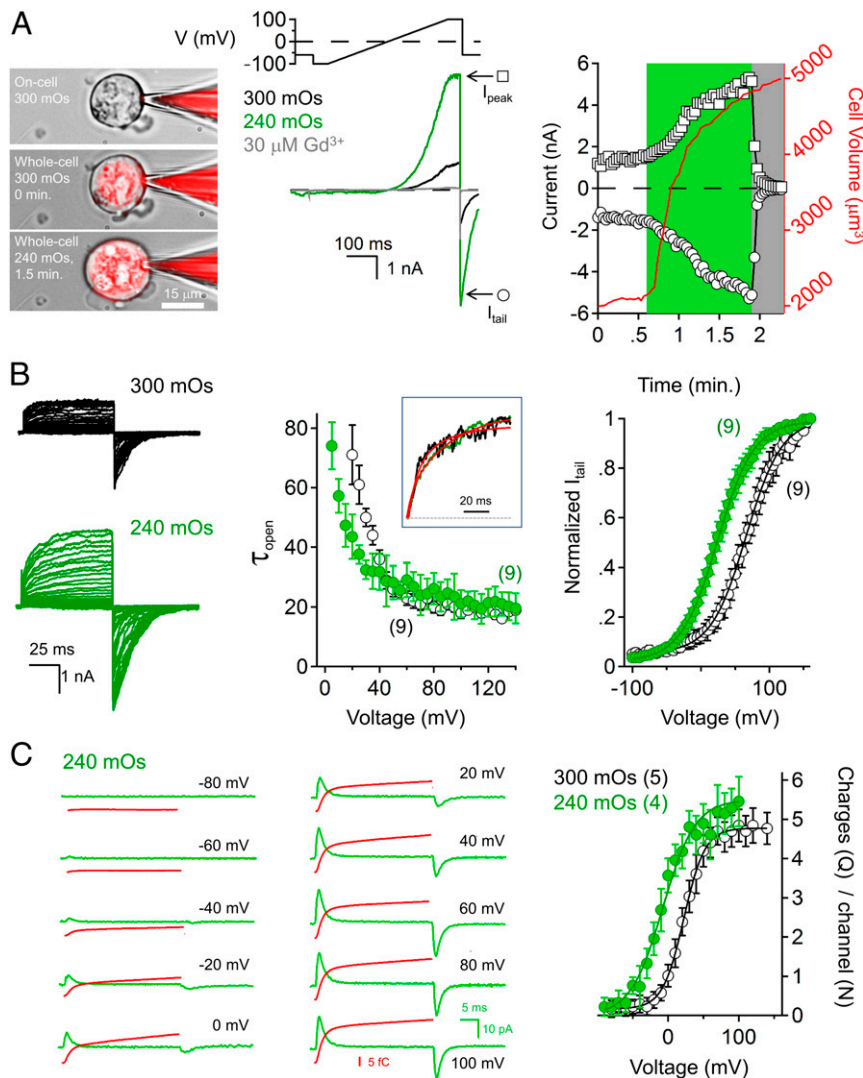 A
On-cell
300 mOs
Whole-cell
300 mOs
0 min.
Whole-cell
240 mOs,
1.5 min.
15 µm
V (mV)
100
0
-100
300 mOs
240 mOs
30 µM Gd3+
Ipeak
100 ms
1 nA
Itail
Current (nA)
6
4
2
0
-2
-4
-6
0
.5
1
1.5
2
Time (min.)
5000
4000
3000
2000
Cell Volume (µm3)
B
300 mOs
240 mOs
25 ms
1 nA
τopen
80
60
40
20
0
0
40
80
120
Voltage (mV)
20 ms
(9)
(9)
Normalized Itail
1
.8
.6
.4
.2
0
-100
0
100
Voltage (mV)
(9)
(9)
C
240 mOs
-80 mV
-60 mV
-40 mV
-20 mV
0 mV
20 mV
40 mV
60 mV
80 mV
100 mV
5 ms
10 pA
5 fC
300 mOs (5)
240 mOs (4)
6
5
4
3
2
1
0
Charges (Q) / channel (N)
0
100
Voltage (mV)